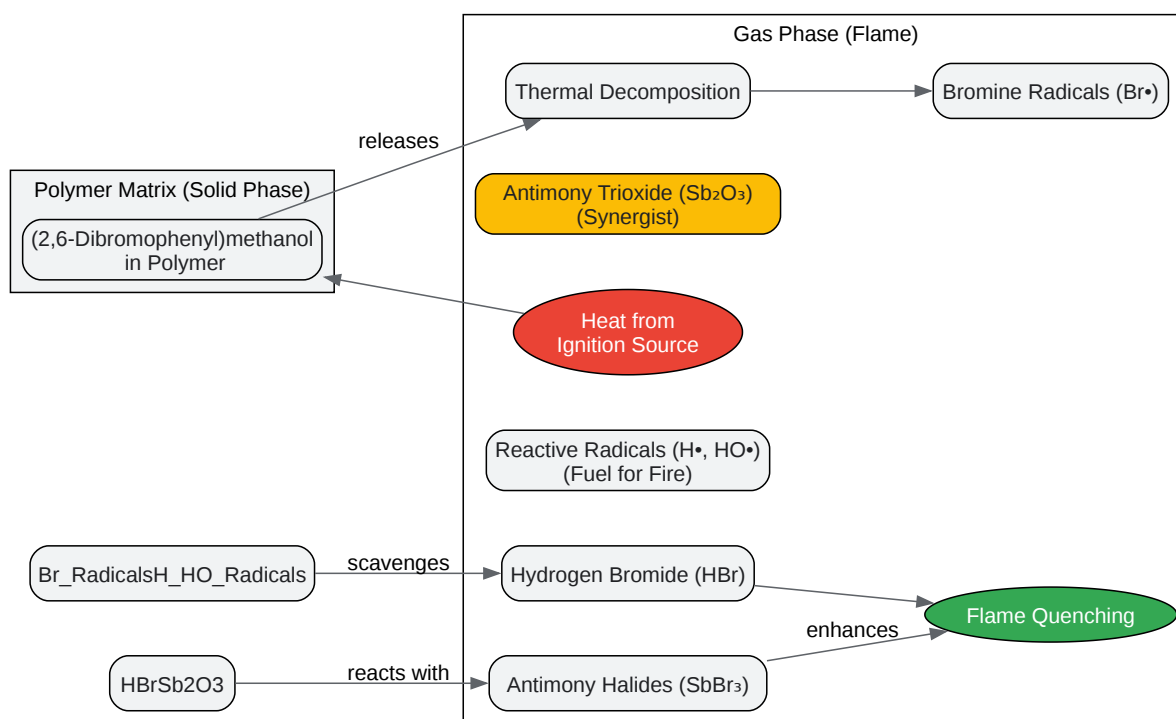 Gas Phase (Flame)
Thermal Decomposition
Bromine Radicals (Br•)
releases
Polymer Matrix (Solid Phase)
(2,6-Dibromophenyl)methanol
in Polymer
Antimony Trioxide (Sb₂O₃)
(Synergist)
Heat from
Ignition Source
Reactive Radicals (H•, HO•)
(Fuel for Fire)
Br_RadicalsH_HO_Radicals
scavenges
Hydrogen Bromide (HBr)
Flame Quenching
enhances
HBrSb2O3
reacts with
Antimony Halides (SbBr₃)